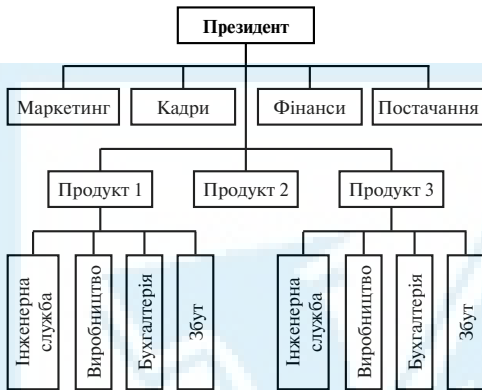 Президент
Маркетинг
Кадри
Фінанси
Постачання
Продукт 1
Продукт 2
Продукт 3
Інженерна
служба
Виробництво
Бухгалтерія
Збут
Інженерна
служба
Виробництво
Бухгалтерія
Збут